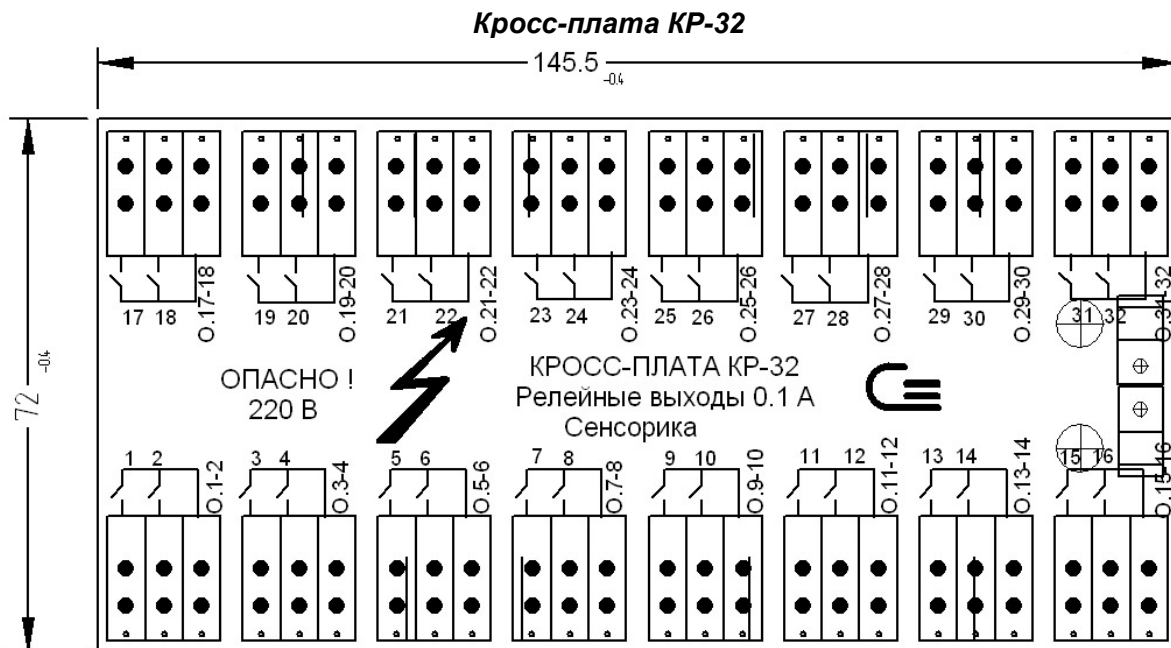 Кросс-плата КР-32
145.5 -0.4
72 -0.4
17 18 О.17-18
19 20 О.19-20
21 22 О.21-22
23 24 О.23-24
25 26 О.25-26
27 28 О.27-28
29 30 О.29-30
31 32 О.31-32
ОПАСНО !
220 В
КРОСС-ПЛАТА КР-32
Релейные выходы 0.1 А
Сенсорика
1 2 О.1-2
3 4 О.3-4
5 6 О.5-6
7 8 О.7-8
9 10 О.9-10
11 12 О.11-12
13 14 О.13-14
15 16 О.15-16